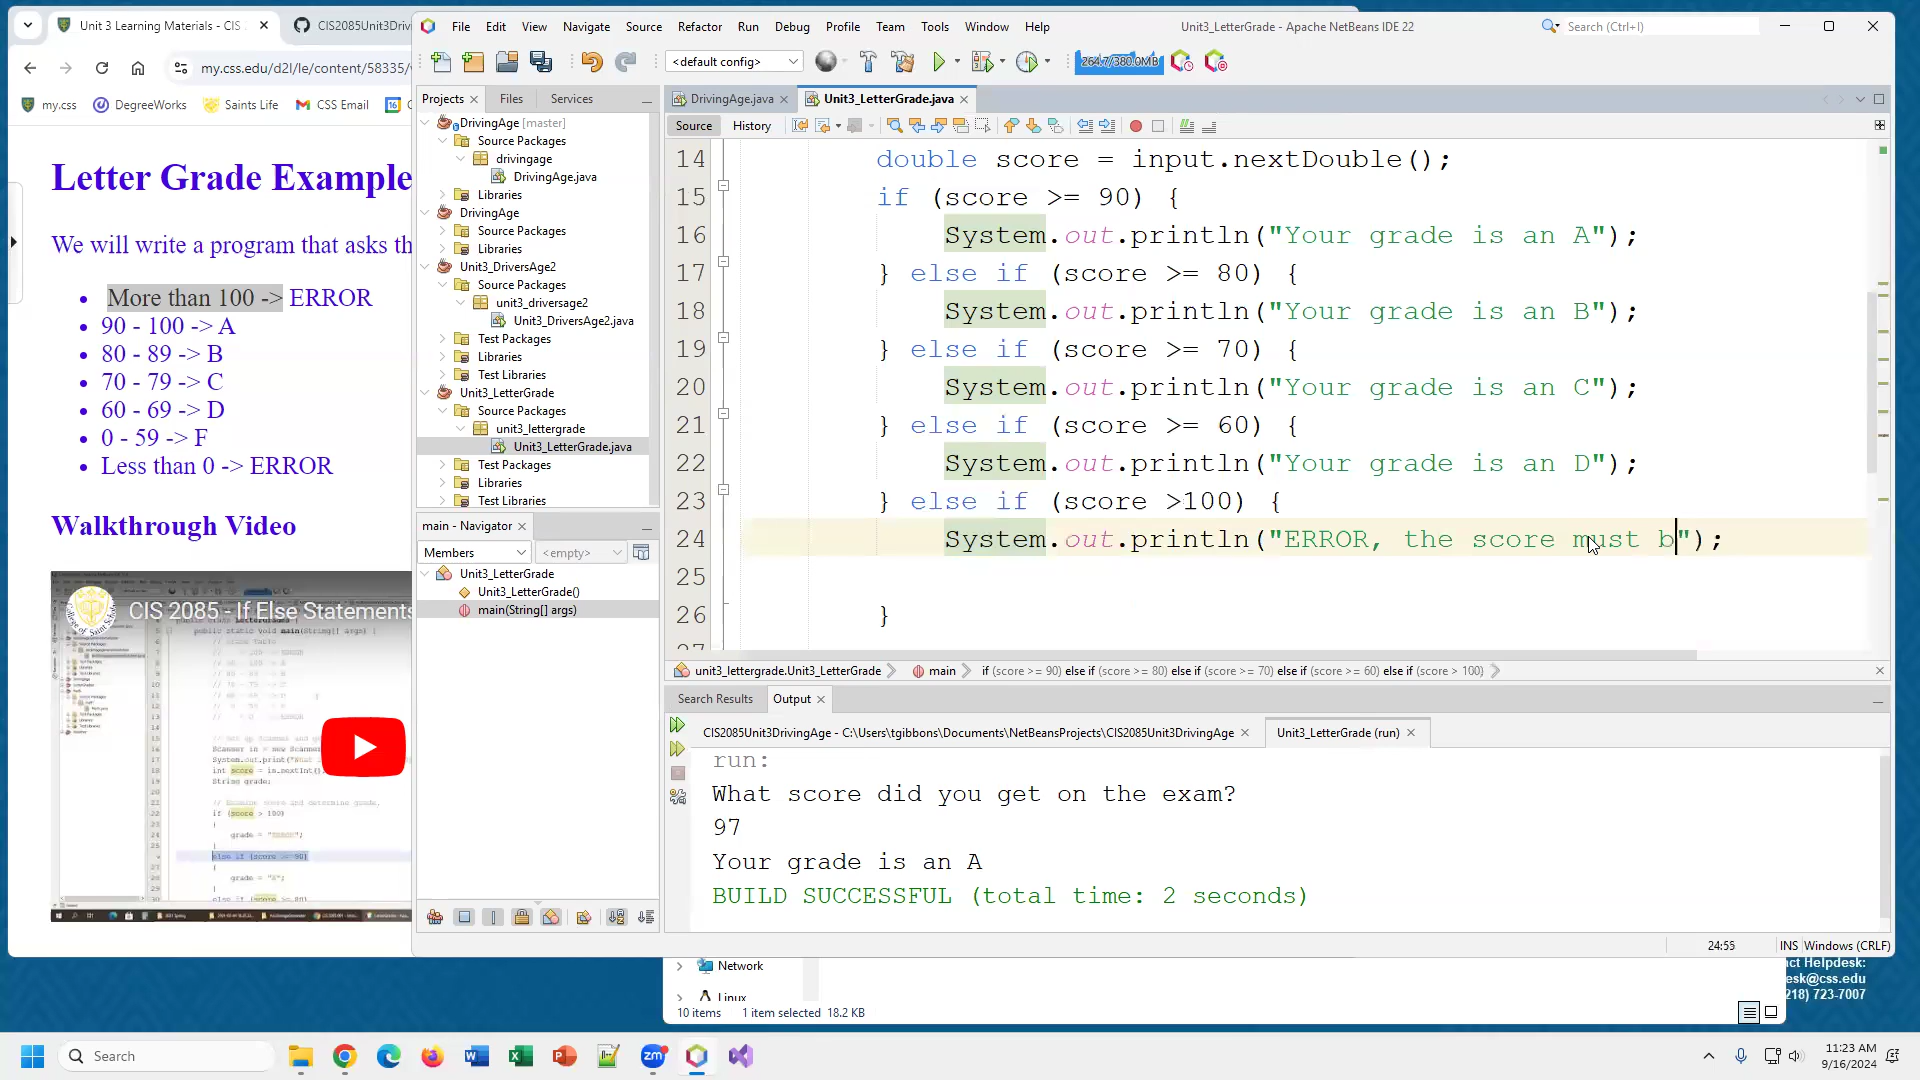 Unit 3 Learning Materials - CIS
CIS2085Unit3Drivi
my.css.edu/d2l/le/content/58335/
my.css
DegreeWorks
Saints Life
CSS Email
Letter Grade Example
We will write a program that asks th
More than 100 -> ERROR
90 - 100 -> A
80 - 89 -> B
70 - 79 -> C
60 - 69 -> D
0 - 59 -> F
Less than 0 -> ERROR
Walkthrough Video
CIS 2085 - If Else Statements
File Edit View Navigate Source Refactor Run Debug Profile Team Tools Window Help
Unit3_LetterGrade - Apache NetBeans IDE 22
Search (Ctrl+I)
<default config>
264.7/380.0MB
Projects
Files
Services
DrivingAge [master]
Source Packages
drivingage
DrivingAge.java
Libraries
DrivingAge
Source Packages
Libraries
Unit3_DriversAge2
Source Packages
unit3_driversage2
Unit3_DriversAge2.java
Test Packages
Libraries
Test Libraries
Unit3_LetterGrade
Source Packages
unit3_lettergrade
Unit3_LetterGrade.java
Test Packages
Libraries
Test Libraries
main - Navigator
Members
<empty>
Unit3_LetterGrade
Unit3_LetterGrade()
main(String[] args)
DrivingAge.java
Unit3_LetterGrade.java
Source
History
14 double score = input.nextDouble();
15 if (score >= 90) {
16 System.out.println("Your grade is an A");
17 } else if (score >= 80) {
18 System.out.println("Your grade is an B");
19 } else if (score >= 70) {
20 System.out.println("Your grade is an C");
21 } else if (score >= 60) {
22 System.out.println("Your grade is an D");
23 } else if (score >100) {
24 System.out.println("ERROR, the score must b");
25
26 }
unit3_lettergrade.Unit3_LetterGrade
main
if (score >= 90) else if (score >= 80) else if (score >= 70) else if (score >= 60) else if (score > 100)
Search Results
Output
CIS2085Unit3DrivingAge - C:\Users\tgibbons\Documents\NetBeansProjects\CIS2085Unit3DrivingAge
Unit3_LetterGrade (run)
run:
What score did you get on the exam?
97
Your grade is an A
BUILD SUCCESSFUL (total time: 2 seconds)
24:55
INS
Windows (CRLF)
Network
Linux
10 items
1 item selected 18.2 KB
ct Helpdesk:
esk@css.edu
218) 723-7007
Search
11:23 AM
9/16/2024